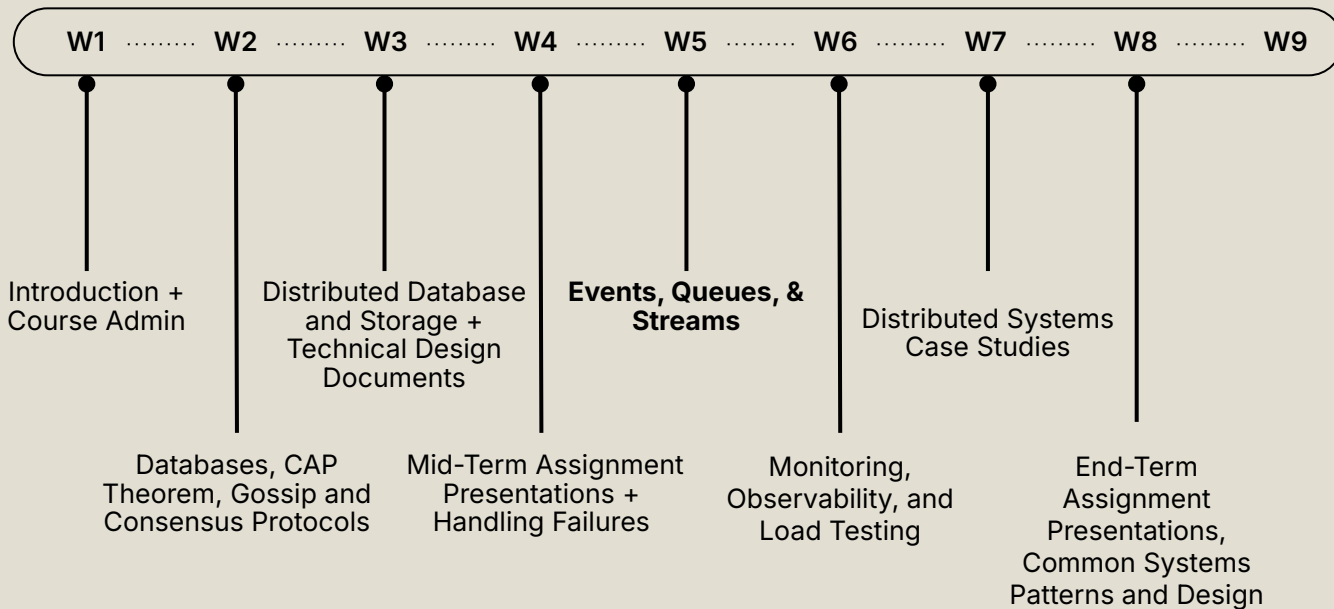 W1 ......... W2 ......... W3 ......... W4 ......... W5 ......... W6 ......... W7 ......... W8 ......... W9
Introduction +
Course Admin
Distributed Database
and Storage +
Technical Design
Documents
Events, Queues, &
Streams
Distributed Systems
Case Studies
Databases, CAP
Theorem, Gossip and
Consensus Protocols
Mid-Term Assignment
Presentations +
Handling Failures
Monitoring,
Observability, and
Load Testing
End-Term
Assignment
Presentations,
Common Systems
Patterns and Design